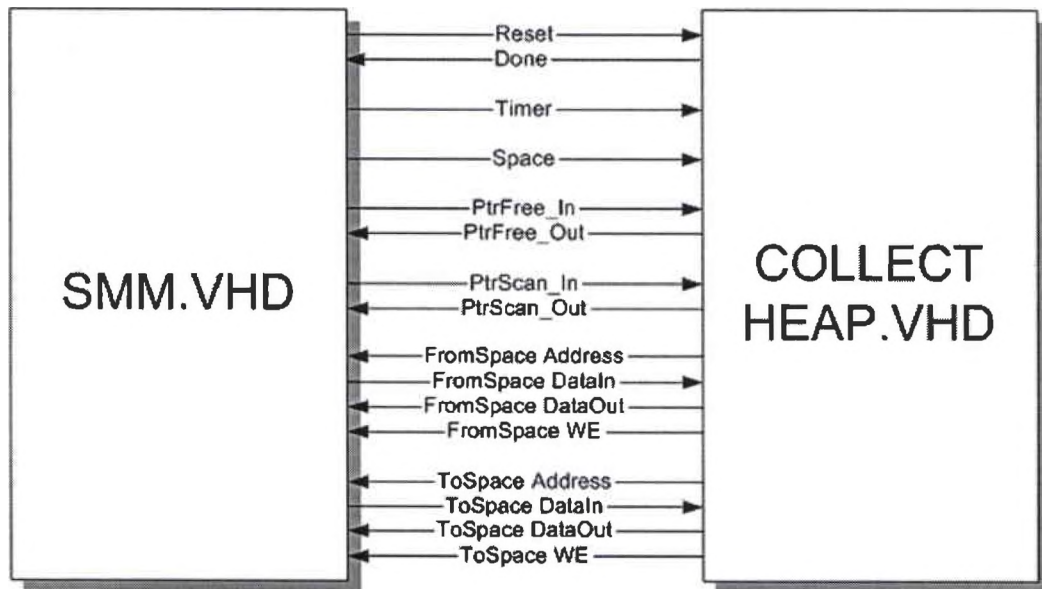 SMM.VHD
Reset
Done
Timer
Space
PtrFree_In
PtrFree_Out
PtrScan_In
PtrScan_Out
FromSpace Address
FromSpace DataIn
FromSpace DataOut
FromSpace WE
ToSpace Address
ToSpace DataIn
ToSpace DataOut
ToSpace WE
COLLECT
HEAP.VHD